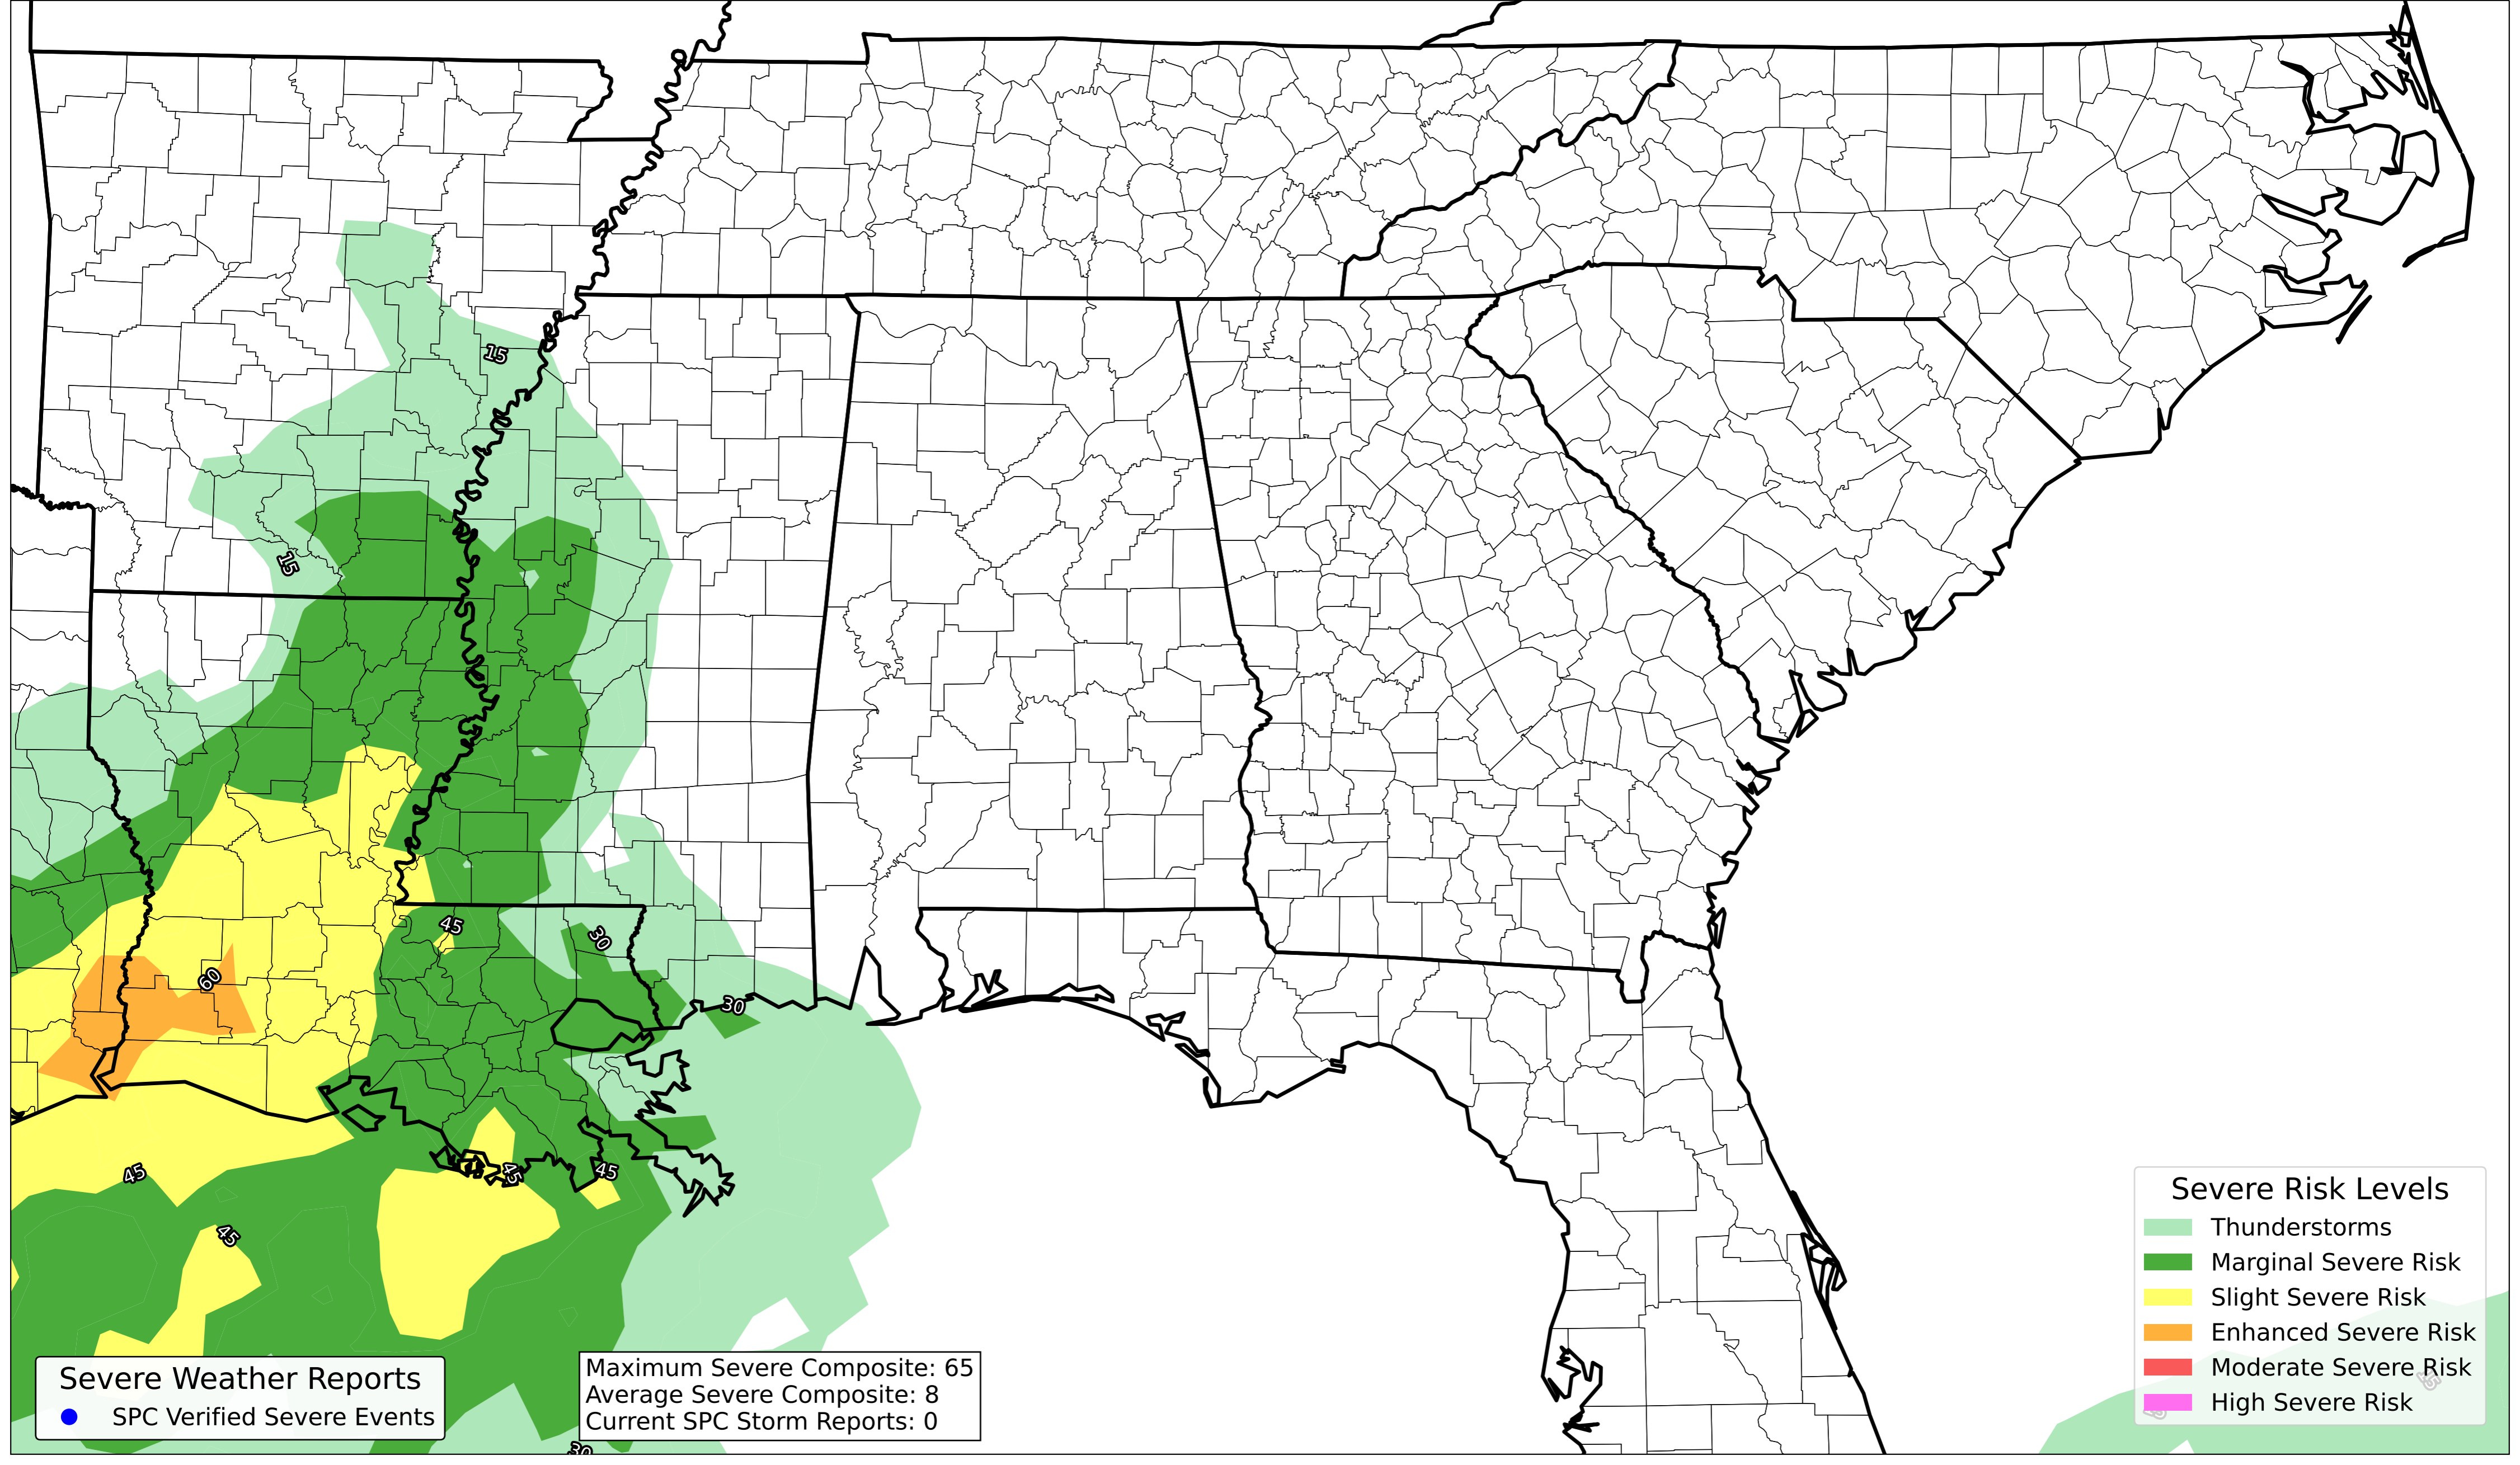 15
15
45
30
60
30
45
45
45
45
30
Severe Weather Reports
SPC Verified Severe Events
Maximum Severe Composite: 65
Average Severe Composite: 8
Current SPC Storm Reports: 0
Severe Risk Levels
Thunderstorms
Marginal Severe Risk
Slight Severe Risk
Enhanced Severe Risk
Moderate Severe Risk
High Severe Risk